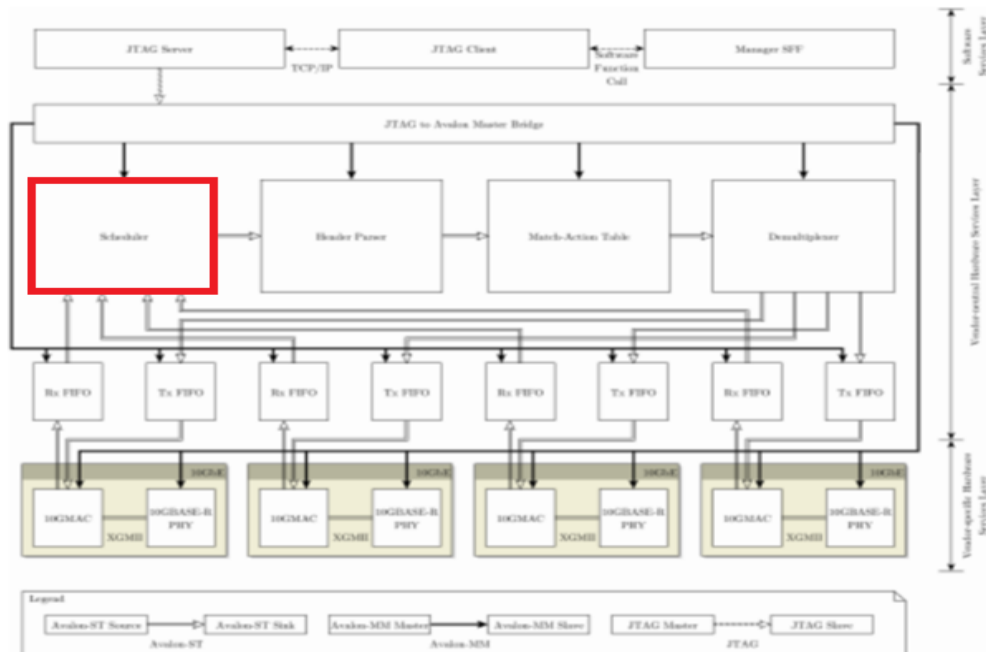 JTAG Server
JTAG Client
Manager SFF
TCP/IP
Software
Function
Call
JTAG to Avalon Master Bridge
Scheduler
Header Parser
Match-Action Table
Demultiplexer
Rx FIFO
Tx FIFO
Rx FIFO
Tx FIFO
Rx FIFO
Tx FIFO
Rx FIFO
Tx FIFO
10GbE
10GbE
10GbE
10GbE
10GMAC
10GBASE-R
PHY
XGMII
10GMAC
10GBASE-R
PHY
XGMII
10GMAC
10GBASE-R
PHY
XGMII
10GMAC
10GBASE-R
PHY
XGMII
Software
Services Layer
Vendor-neutral Hardware Services Layer
Vendor-specific Hardware
Services Layer
Legend
Avalon-ST Source
Avalon-ST Sink
Avalon-MM Master
Avalon-MM Slave
JTAG Master
JTAG Slave
Avalon-ST
Avalon-MM
JTAG